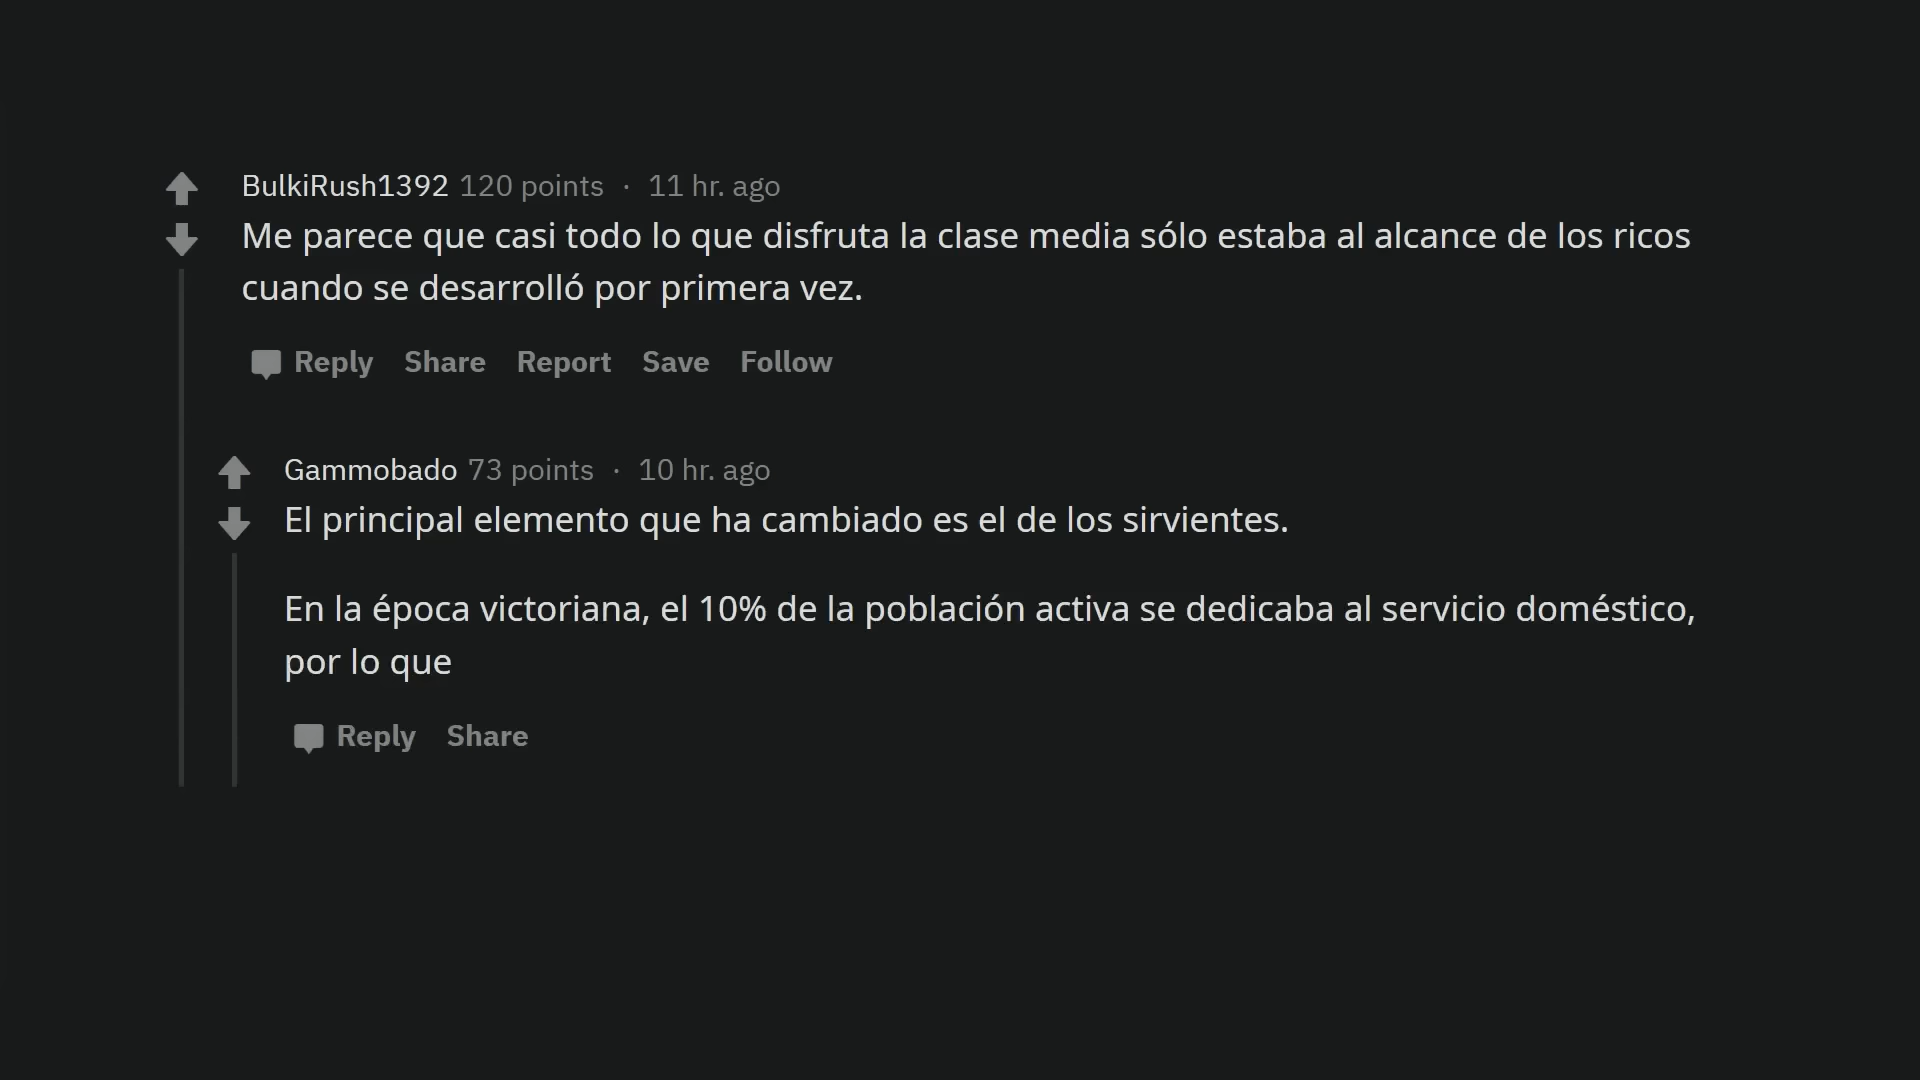 BulkiRush1392 120 points · 11 hr. ago
Me parece que casi todo lo que disfruta la clase media sólo estaba al alcance de los ricos
cuando se desarrolló por primera vez.
Reply Share Report Save Follow
Gammobado 73 points · 10 hr. ago
El principal elemento que ha cambiado es el de los sirvientes.
En la época victoriana, el 10% de la población activa se dedicaba al servicio doméstico,
por lo que
Reply Share